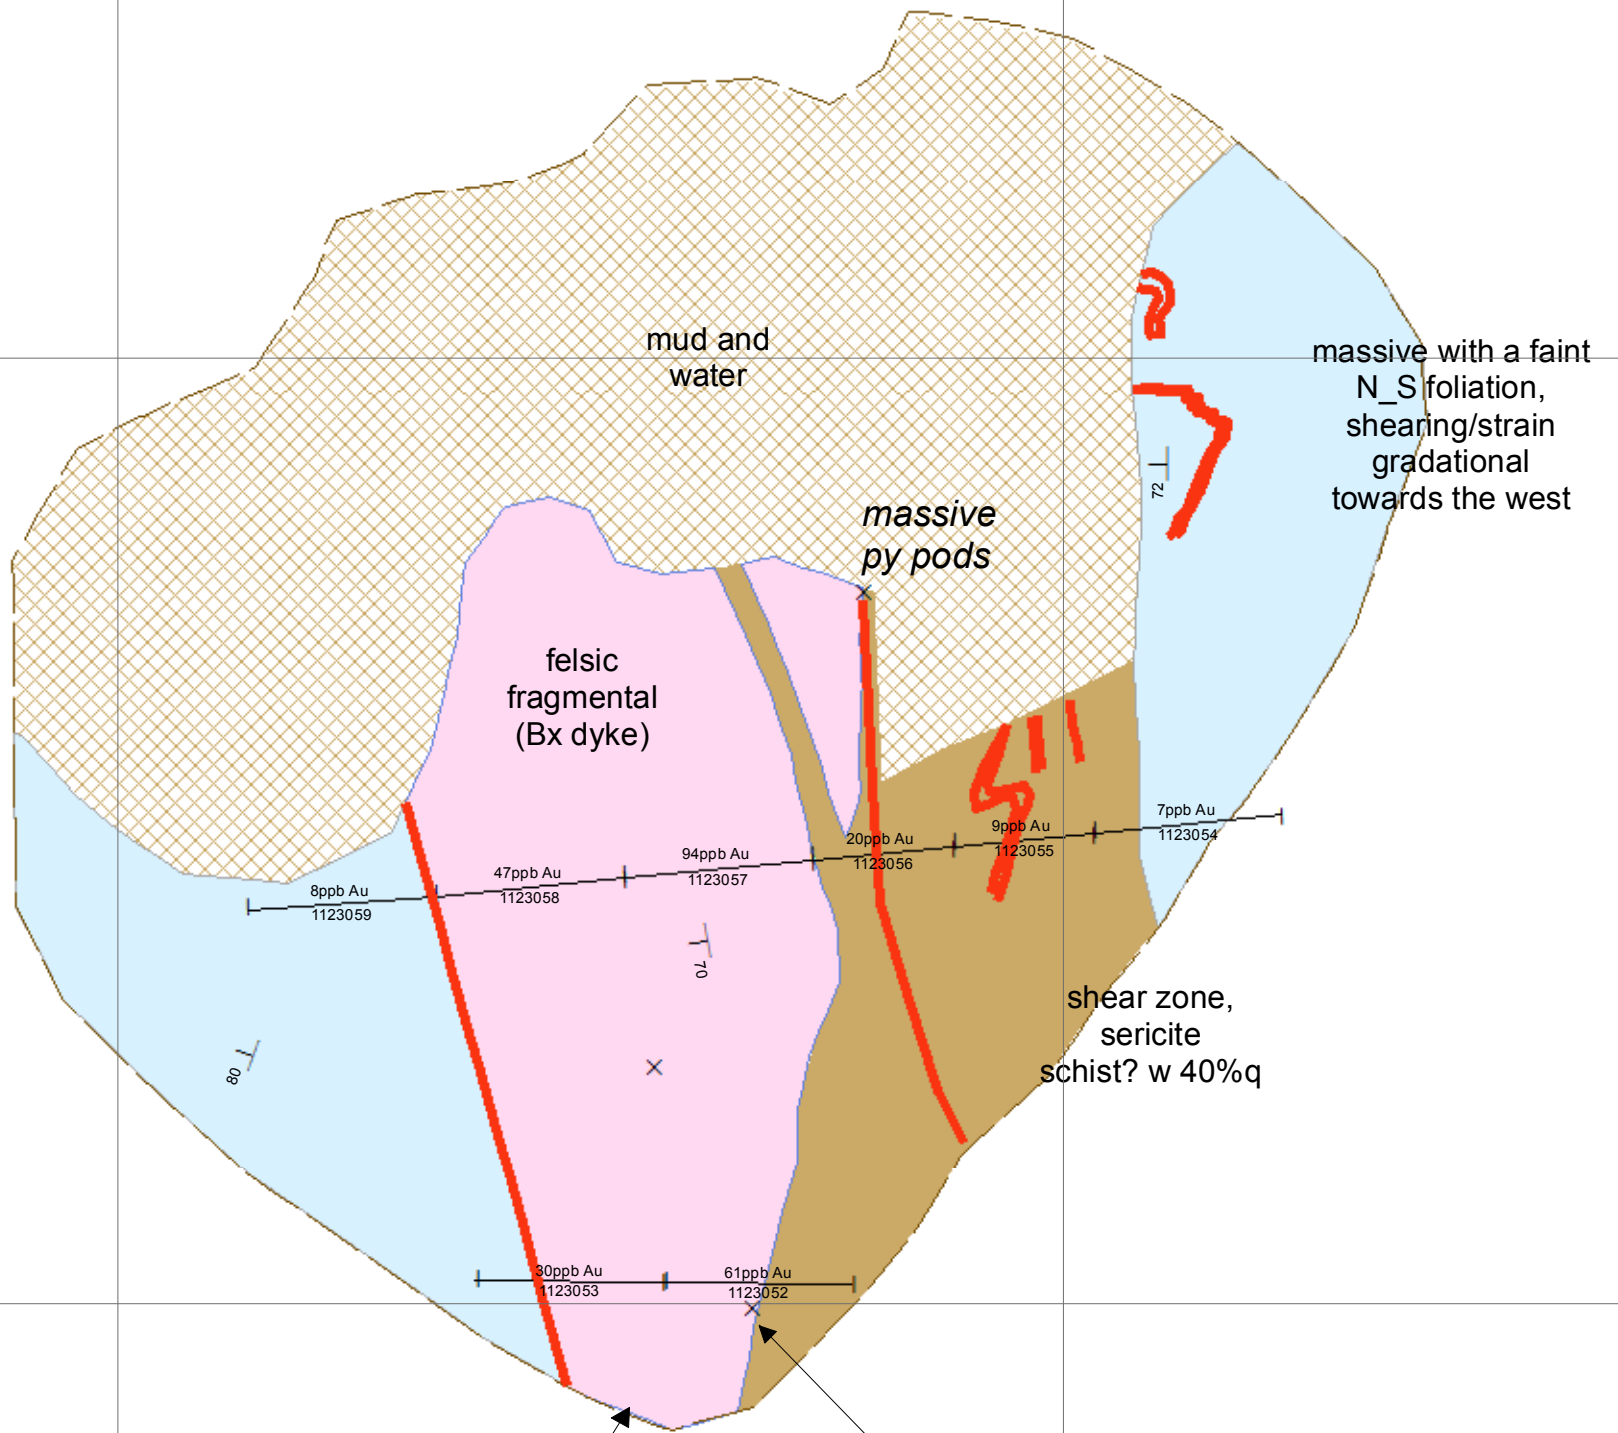 mud and
water
massive with a faint
N_S foliation,
shearing/strain
gradational
towards the west
72
massive
py pods
felsic
fragmental
(Bx dyke)
7ppb Au
1123054
9ppb Au
1123055
20ppb Au
1123056
94ppb Au
1123057
47ppb Au
1123058
8ppb Au
1123059
70
shear zone,
sericite
schist? w 40%q
80
30ppb Au
1123053
61ppb Au
1123052